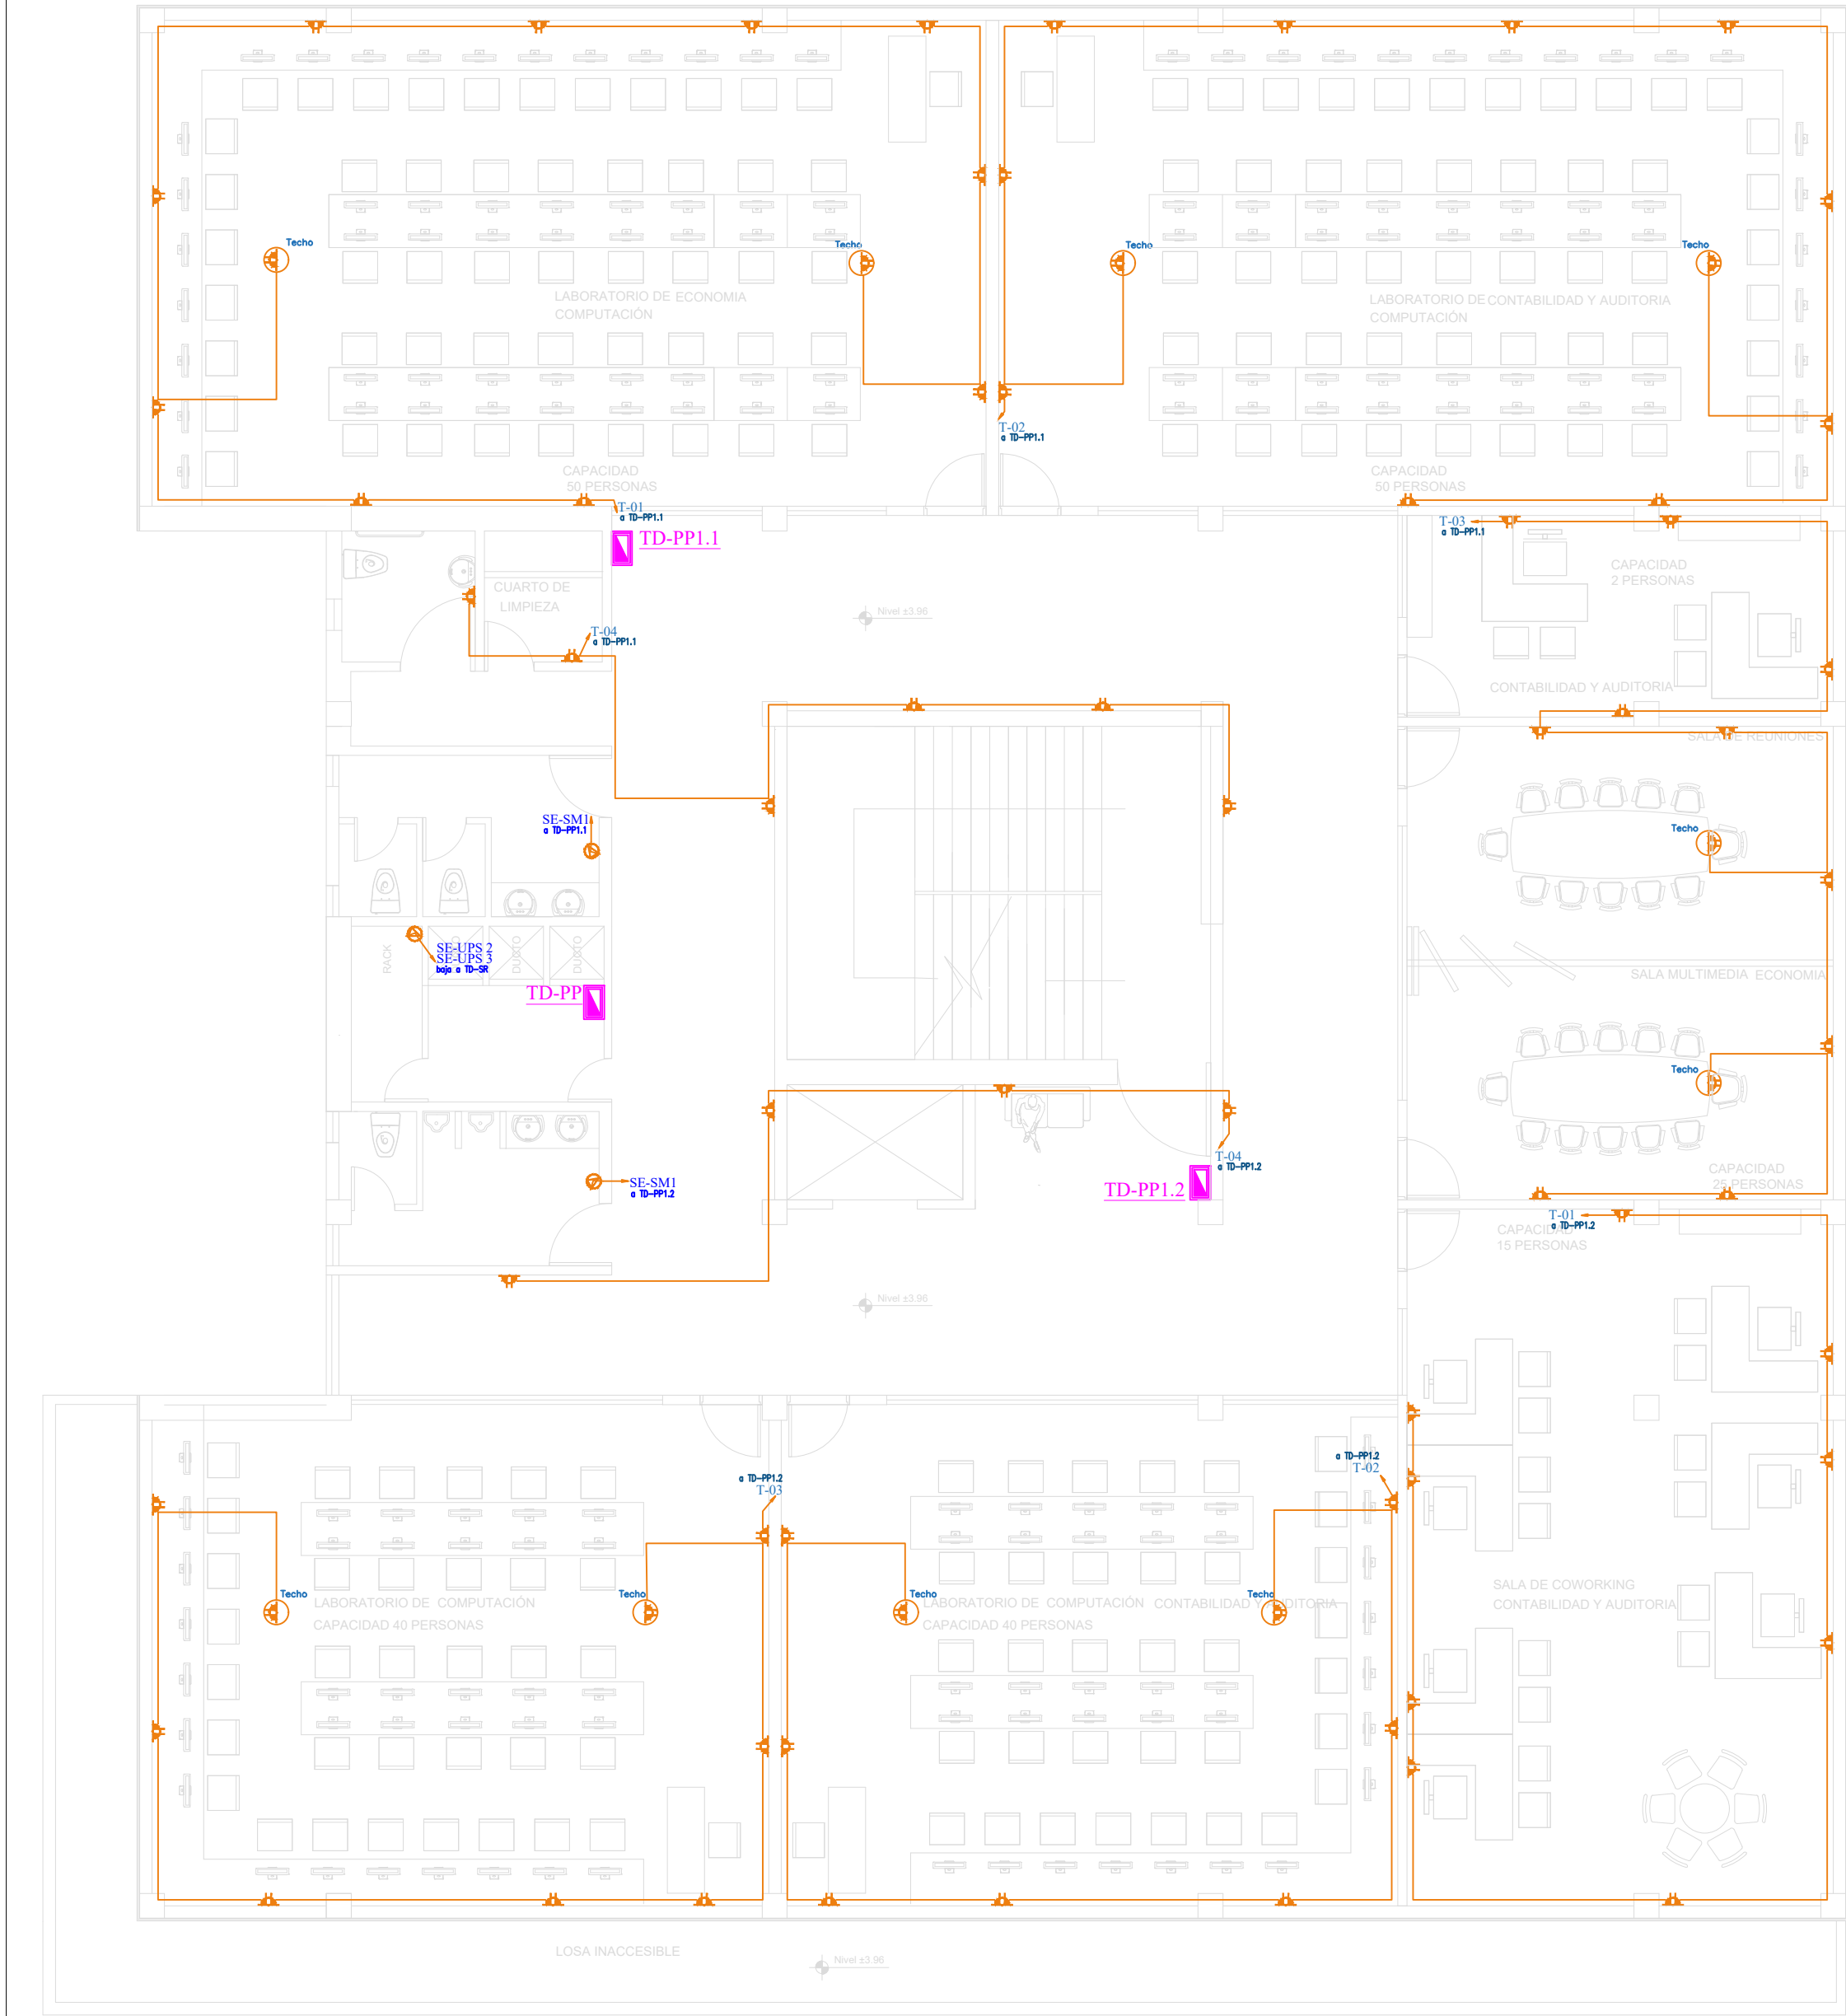 Techo
Techo
Techo
Techo
LABORATORIO DE ECONOMIA
COMPUTACIÓN
LABORATORIO DE CONTABILIDAD Y AUDITORIA
COMPUTACIÓN
T-02
a TD-PP1.1
CAPACIDAD
50 PERSONAS
CAPACIDAD
50 PERSONAS
T-01
a TD-PP1.1
TD-PP1.1
T-03
a TD-PP1.1
CAPACIDAD
2 PERSONAS
CUARTO DE
LIMPIEZA
Nivel ±3.96
T-04
a TD-PP1.1
CONTABILIDAD Y AUDITORIA
SALA DE REUNIONES
SE-SM1
a TD-PP1.1
Techo
RACK
SE-UPS 2
SE-UPS 3
baja a TD-SR
DUCTO
DUCTO
TD-PP
SALA MULTIMEDIA ECONOMIA
Techo
T-04
a TD-PP1.2
TD-PP1.2
SE-SM1
a TD-PP1.2
CAPACIDAD
25 PERSONAS
T-01
a TD-PP1.2
CAPACIDAD
15 PERSONAS
Nivel ±3.96
a TD-PP1.2
T-03
a TD-PP1.2
T-02
Techo
Techo
Techo
Techo
LABORATORIO DE COMPUTACIÓN
CAPACIDAD 40 PERSONAS
LABORATORIO DE COMPUTACIÓN CONTABILIDAD Y AUDITORIA
CAPACIDAD 40 PERSONAS
SALA DE COWORKING
CONTABILIDAD Y AUDITORIA
LOSA INACCESIBLE
Nivel ±3.96